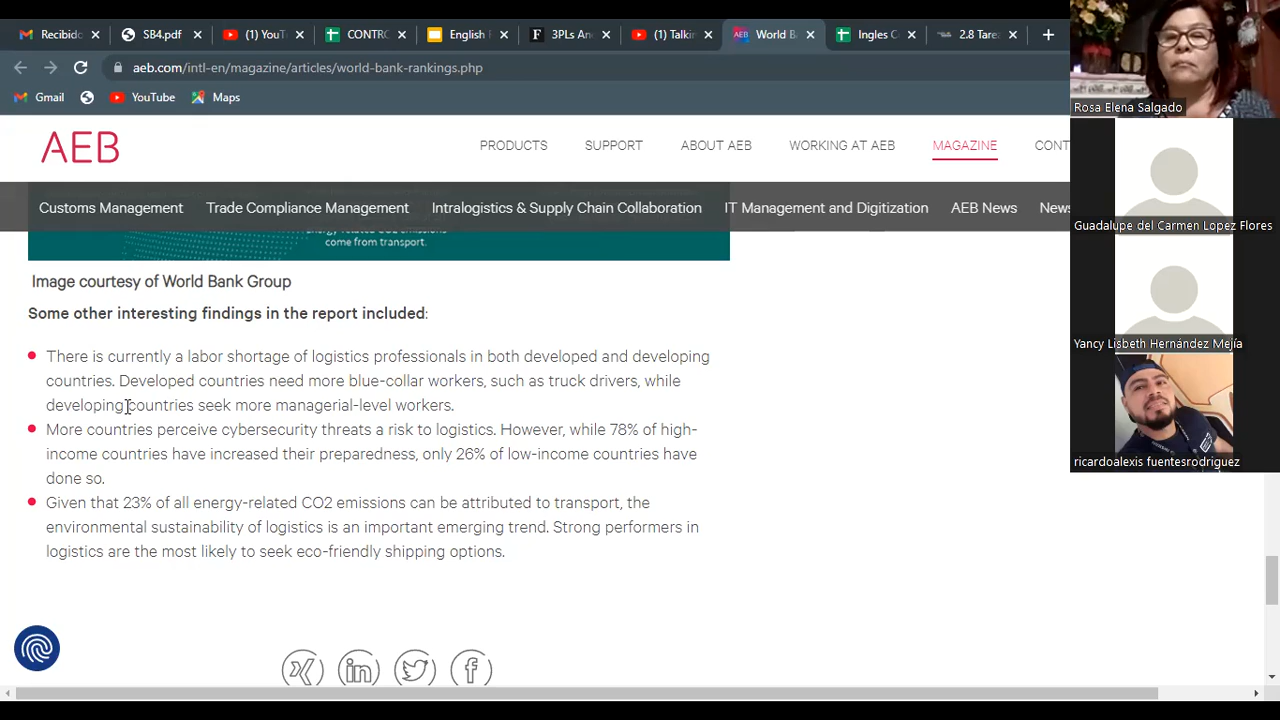 Recibido
SB4.pdf
(1) YouT
CONTRO
English F
3PLs And
(1) Talkin
World B
Ingles C
2.8 Tarea
aeb.com/intl-en/magazine/articles/world-bank-rankings.php
Gmail
YouTube
Maps
AEB
PRODUCTS
SUPPORT
ABOUT AEB
WORKING AT AEB
MAGAZINE
CONT
Customs Management
Trade Compliance Management
Intralogistics & Supply Chain Collaboration
IT Management and Digitization
AEB News
News
energy-related CO2 emissions
come from transport.
Image courtesy of World Bank Group
Some other interesting findings in the report included:
There is currently a labor shortage of logistics professionals in both developed and developing
countries. Developed countries need more blue-collar workers, such as truck drivers, while
developing countries seek more managerial-level workers.
More countries perceive cybersecurity threats a risk to logistics. However, while 78% of high-
income countries have increased their preparedness, only 26% of low-income countries have
done so.
Given that 23% of all energy-related CO2 emissions can be attributed to transport, the
environmental sustainability of logistics is an important emerging trend. Strong performers in
logistics are the most likely to seek eco-friendly shipping options.
Rosa Elena Salgado
Guadalupe del Carmen Lopez Flores
Yancy Lisbeth Hernández Mejía
ricardoalexis fuentesrodriguez